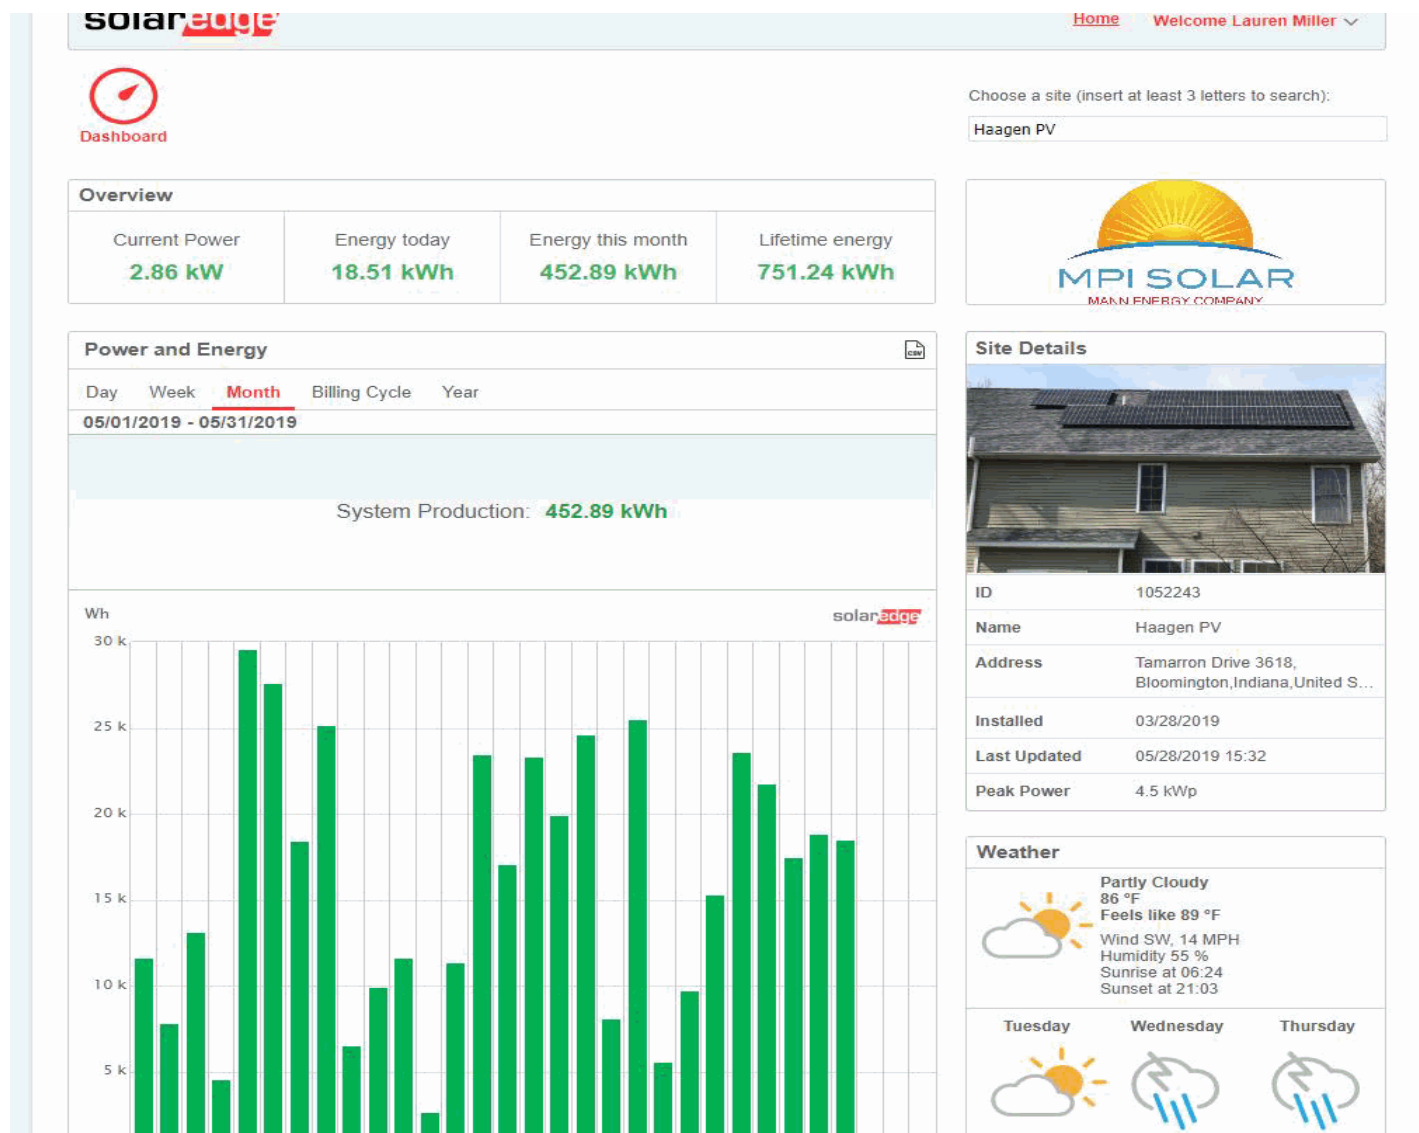 solaredge
Home Welcome Lauren Miller
Dashboard
Choose a site (insert at least 3 letters to search):
Haagen PV
Overview
Current Power Energy today Energy this month Lifetime energy
2.86 kW 18.51 kWh 452.89 kWh 751.24 kWh
MPI SOLAR
MANN ENERGY COMPANY
Power and Energy
CSV
Day Week Month Billing Cycle Year
05/01/2019 - 05/31/2019
System Production: 452.89 kWh
Wh
solaredge
30 k
25 k
20 k
15 k
10 k
5 k
Site Details
ID 1052243
Name Haagen PV
Address Tamarron Drive 3618,
Bloomington,Indiana,United S...
Installed 03/28/2019
Last Updated 05/28/2019 15:32
Peak Power 4.5 kWp
Weather
Partly Cloudy
86 °F
Feels like 89 °F
Wind SW, 14 MPH
Humidity 55 %
Sunrise at 06:24
Sunset at 21:03
Tuesday Wednesday Thursday